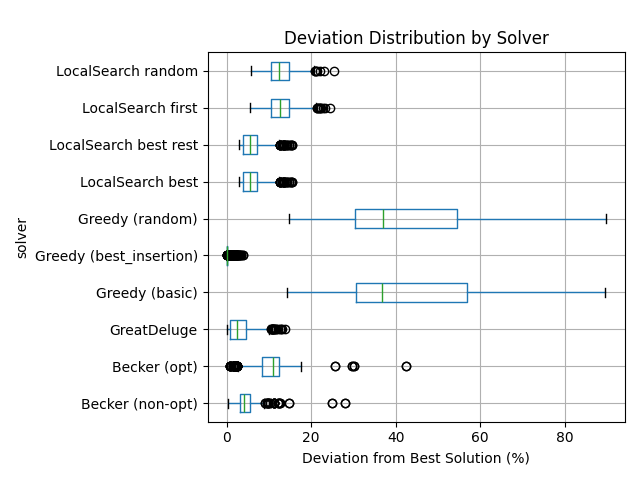 Deviation Distribution by Solver
LocalSearch random
LocalSearch first
LocalSearch best rest
LocalSearch best
Greedy (random)
Greedy (best_insertion)
Greedy (basic)
GreatDeluge
Becker (opt)
Becker (non-opt)
solver
0 20 40 60 80
Deviation from Best Solution (%)